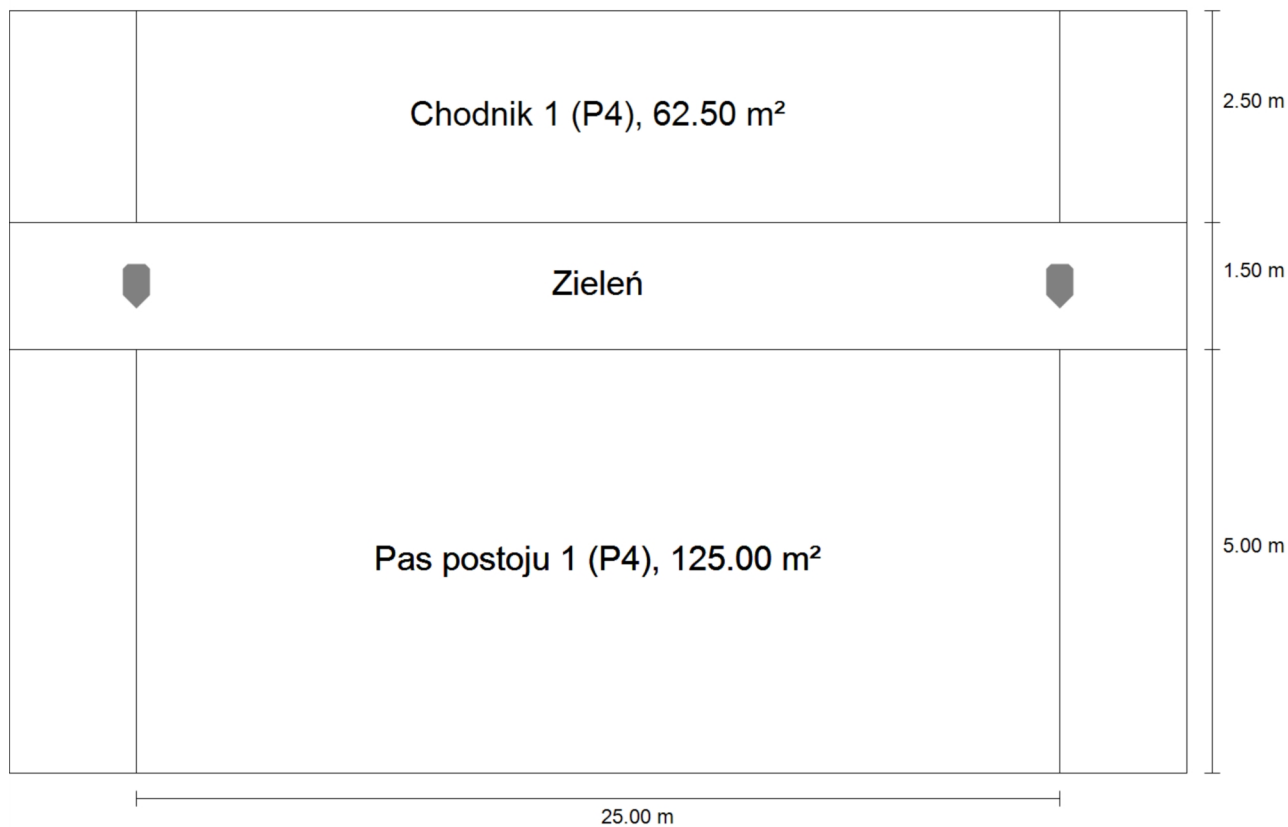 Chodnik 1 (P4), 62.50 m²
2.50 m
Zieleń
1.50 m
Pas postoju 1 (P4), 125.00 m²
5.00 m
25.00 m